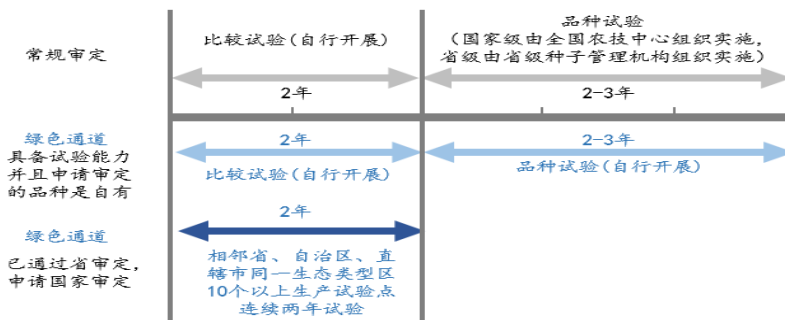 常规审定
比较试验(自行开展)
2年
品种试验
(国家级由全国农技中心组织实施,
省级由省级种子管理机构组织实施)
2-3年
绿色通道
具备试验能力
并且申请审定
的品种是自有
2年
比较试验(自行开展)
2-3年
品种试验(自行开展)
绿色通道
已通过省审定,
申请国家审定
2年
相邻省、自治区、直
辖市同一生态类型区
10个以上生产试验点
连续两年试验